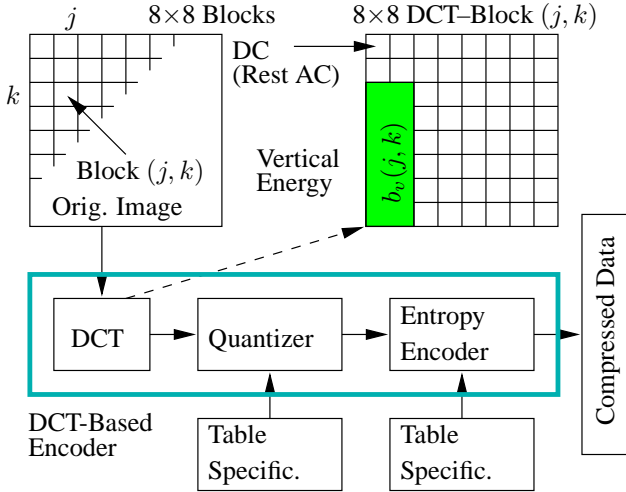 j
8×8 Blocks
8×8 DCT–Block (j, k)
DC
(Rest AC)
k
Block (j, k)
Orig. Image
Vertical
Energy
b_v(j, k)
DCT
Quantizer
Entropy
Encoder
Compressed Data
DCT-Based
Encoder
Table
Specific.
Table
Specific.